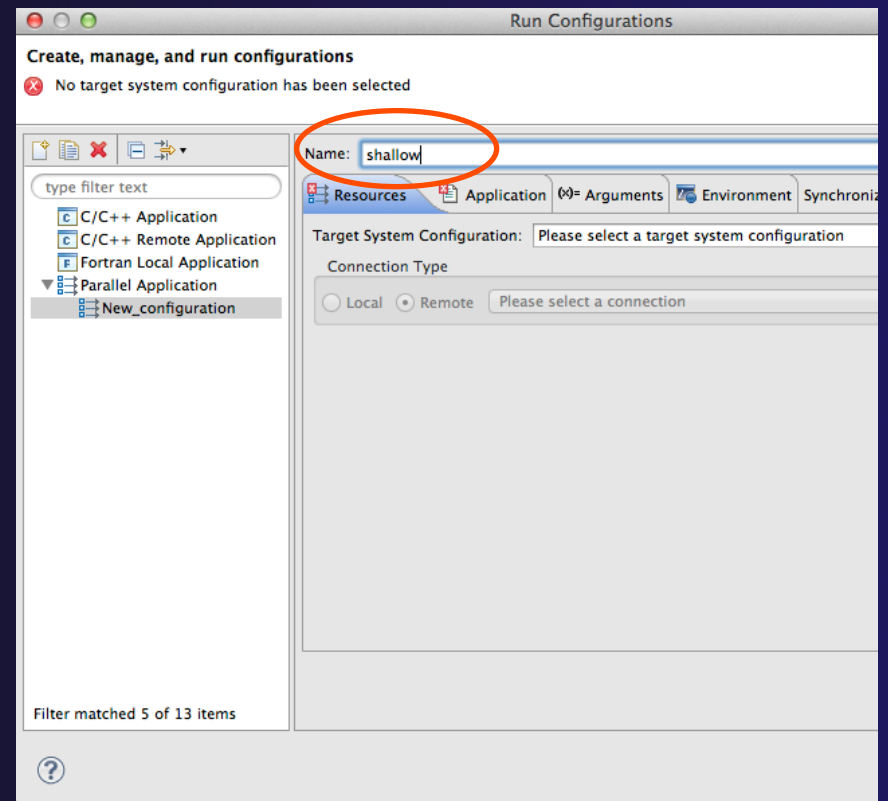 Run Configurations
Create, manage, and run configurations
No target system configuration has been selected
Name: shallow
type filter text
C/C++ Application
C/C++ Remote Application
Fortran Local Application
Parallel Application
New_configuration
Filter matched 5 of 13 items
Resources Application (x)= Arguments Environment Synchroniz
Target System Configuration: Please select a target system configuration
Connection Type
Local Remote Please select a connection
?